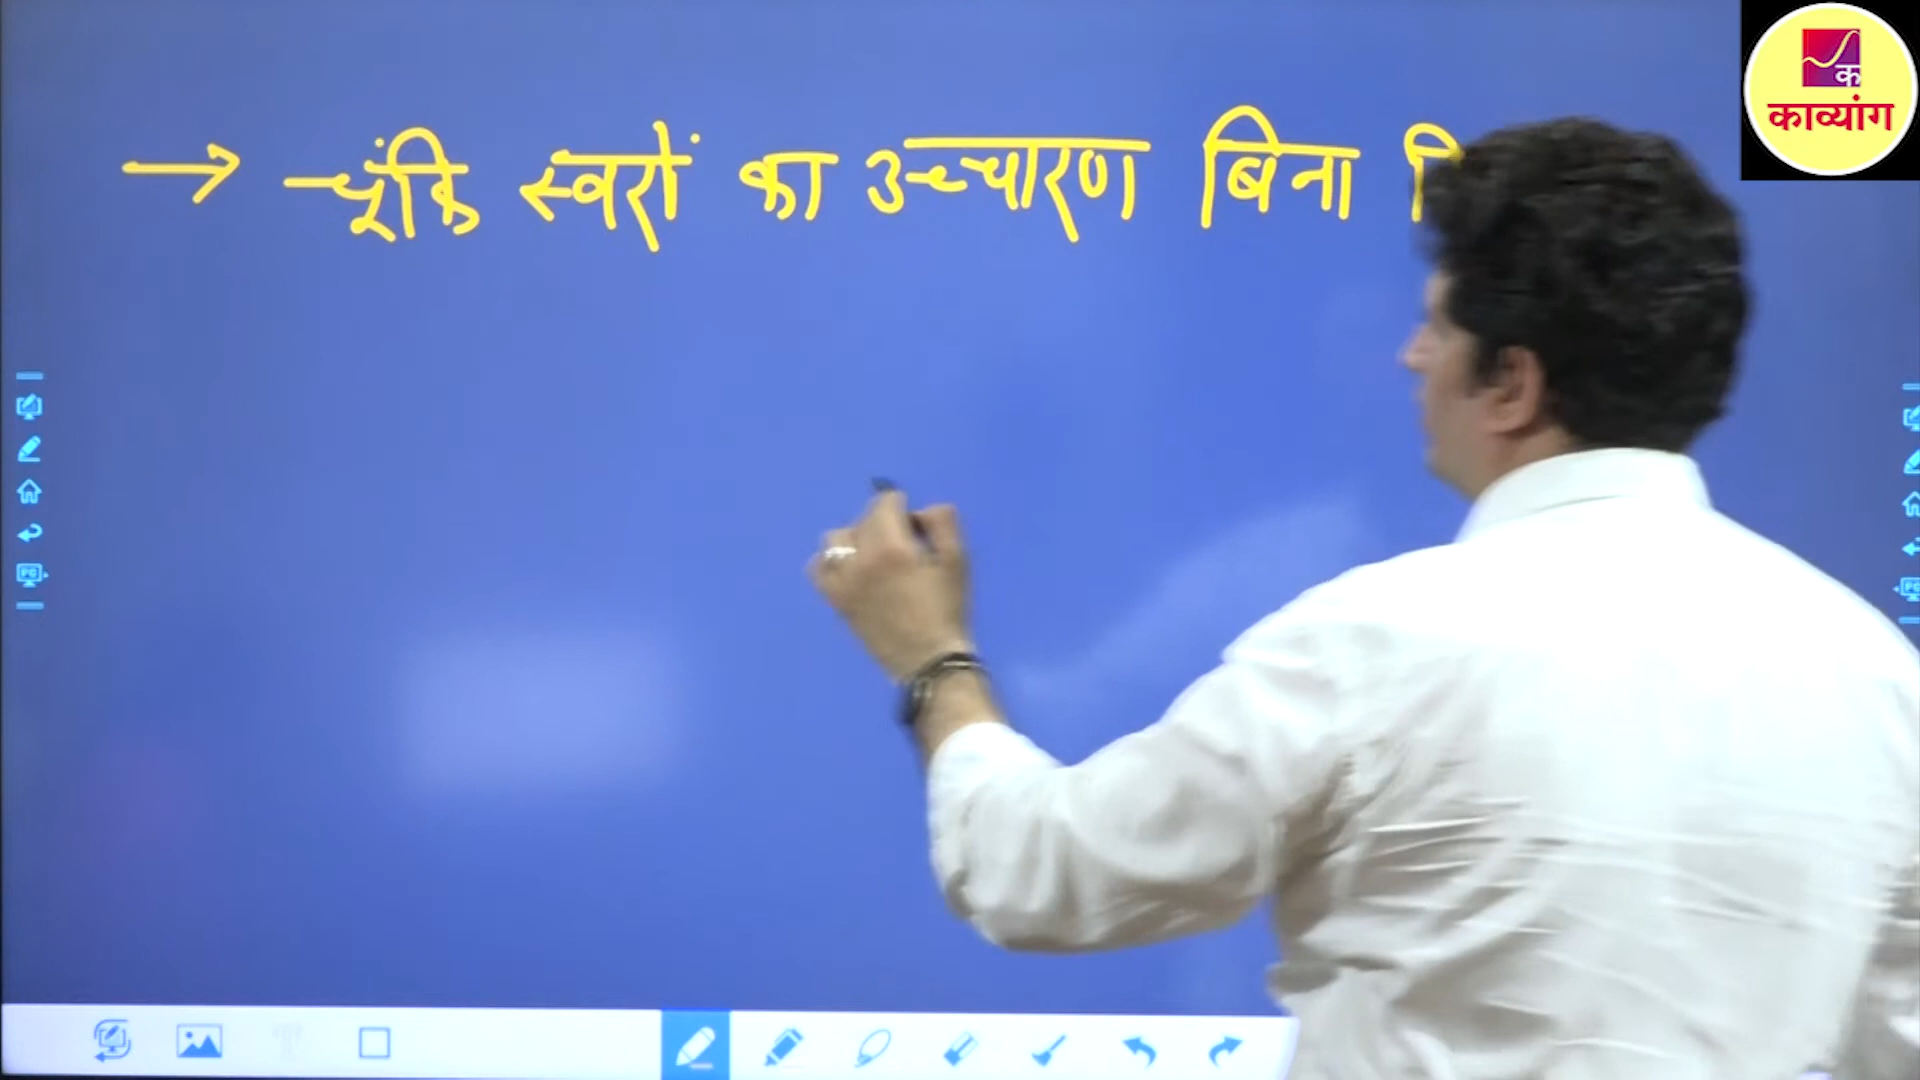 → चूंकि स्वरों का उच्चारण बिना
क
काव्यांग